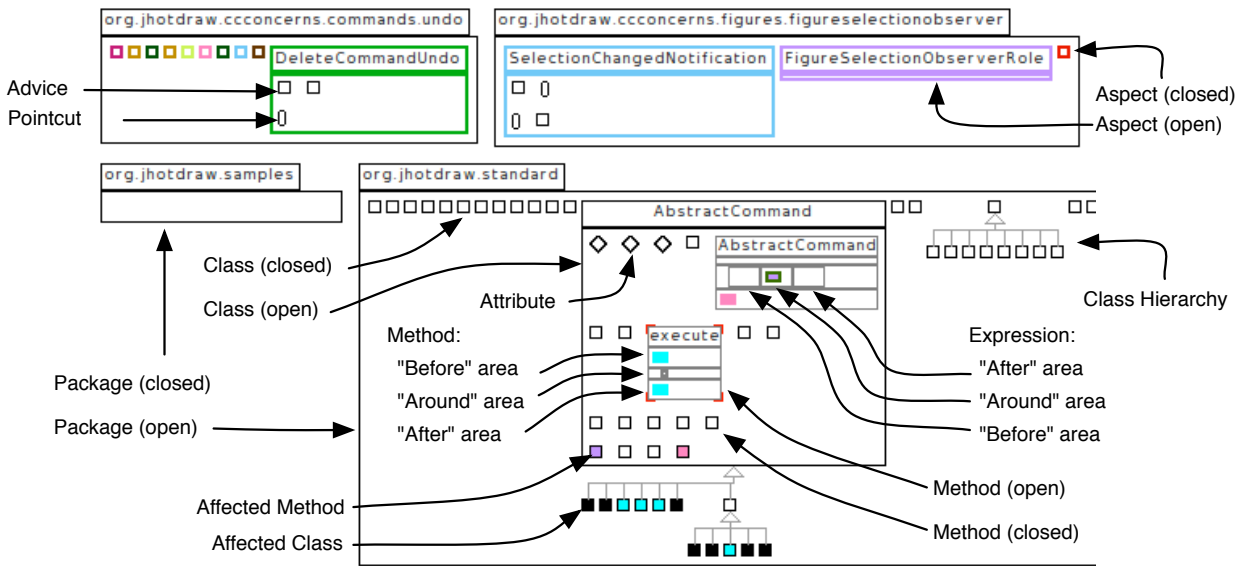 org.jhotdraw.ccconcerns.commands.undo
org.jhotdraw.ccconcerns.figures.figureselectionobserver
DeleteCommandUndo
SelectionChangedNotification
FigureSelectionObserverRole
Advice
Pointcut
Aspect (closed)
Aspect (open)
org.jhotdraw.samples
org.jhotdraw.standard
AbstractCommand
AbstractCommand
Class (closed)
Class (open)
Attribute
Class Hierarchy
Method:
"Before" area
"Around" area
"After" area
execute
Expression:
"After" area
"Around" area
"Before" area
Package (closed)
Package (open)
Affected Method
Affected Class
Method (open)
Method (closed)